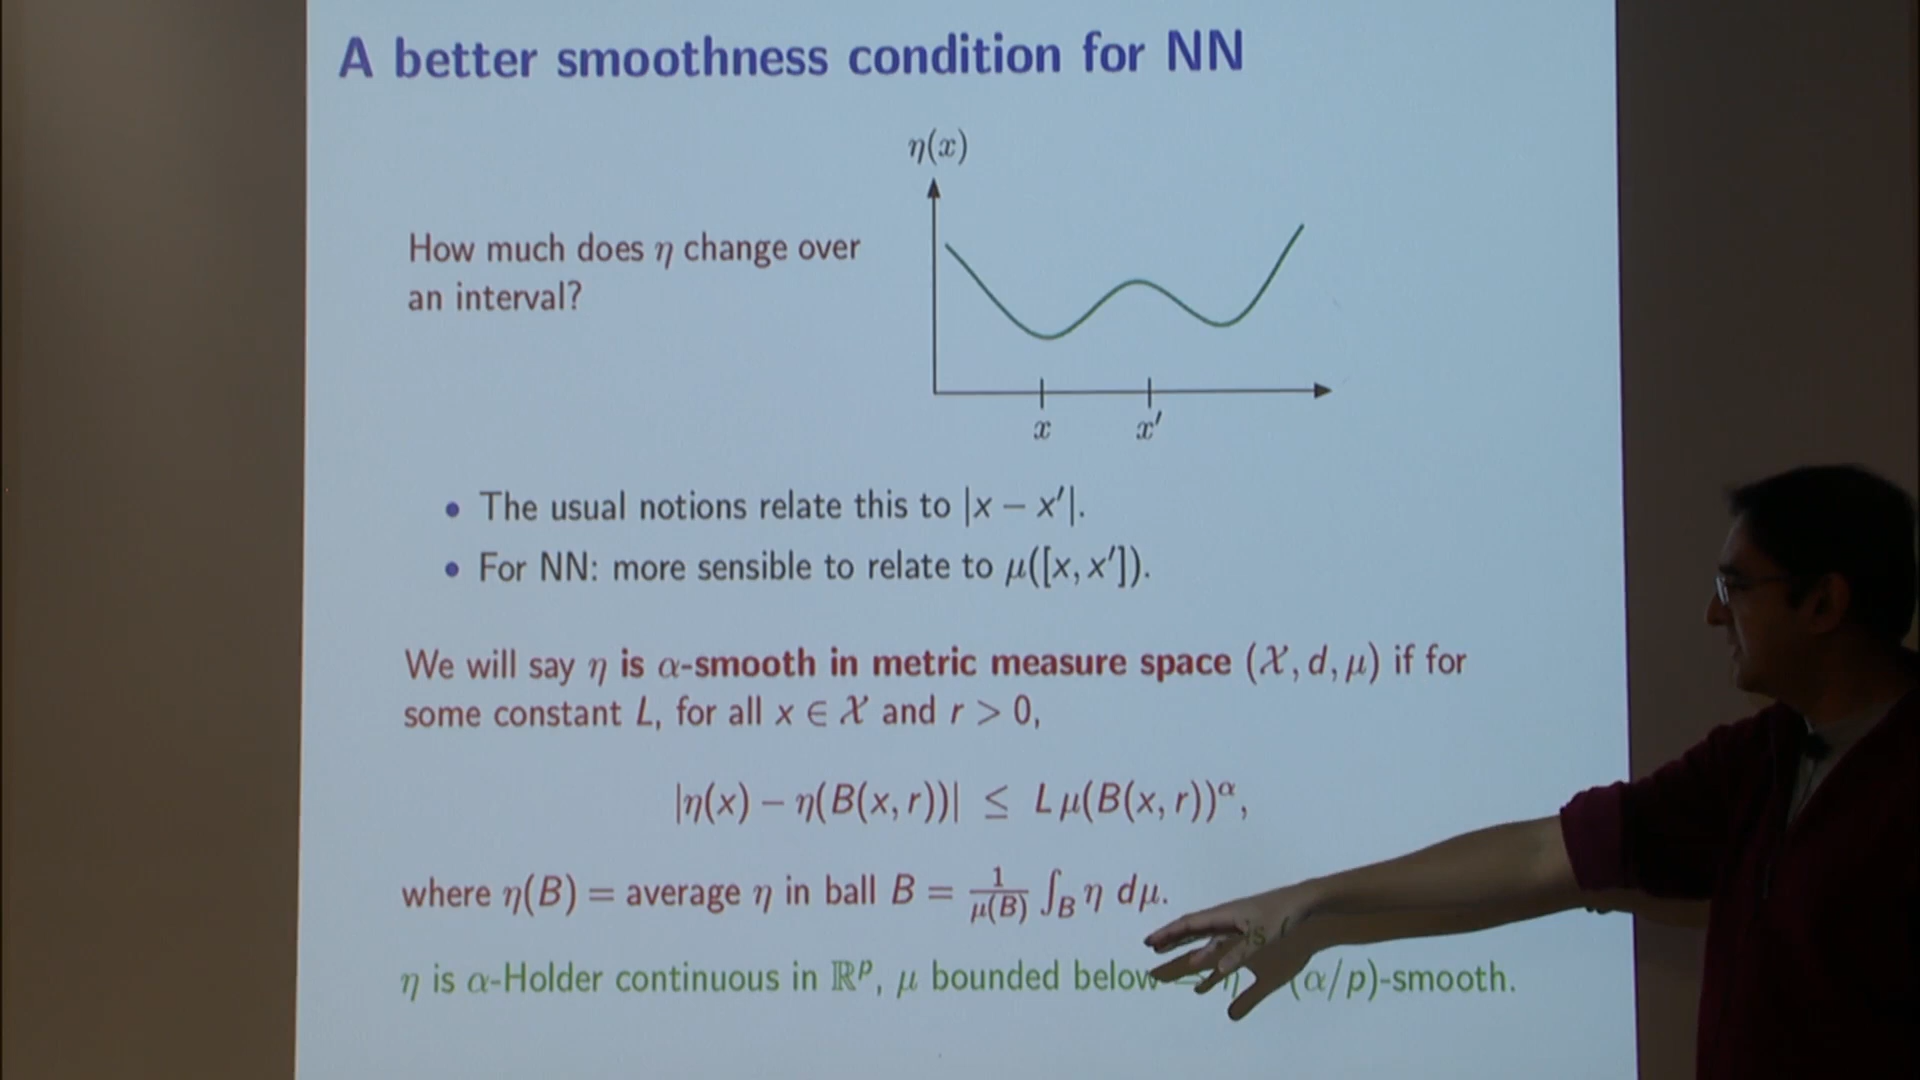 A better smoothness condition for NN
η(x)
How much does η change over
an interval?
x x′
• The usual notions relate this to |x − x′|.
• For NN: more sensible to relate to μ([x, x′]).
We will say η is α-smooth in metric measure space (𝒳, d, μ) if for
some constant L, for all x ∈ 𝒳 and r > 0,
|η(x) − η(B(x, r))| ≤ L μ(B(x, r))^α,
where η(B) = average η in ball B = 1/μ(B) ∫_B η dμ.
η is α-Holder continuous in ℝ^p, μ bounded below η is (α/p)-smooth.